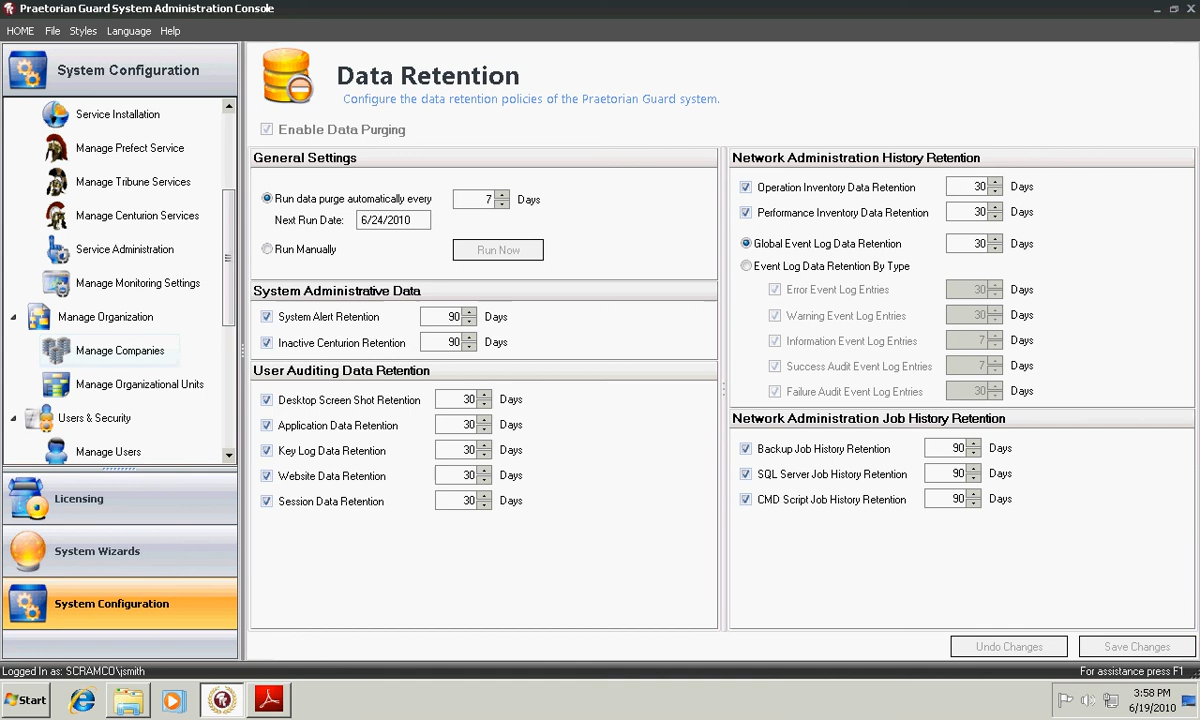 Praetorian Guard System Administration Console
HOME File Styles Language Help
System Configuration
Service Installation
Manage Prefect Service
Manage Tribune Services
Manage Centurion Services
Service Administration
Manage Monitoring Settings
Manage Organization
Manage Companies
Manage Organizational Units
Users & Security
Manage Users
Licensing
System Wizards
System Configuration
Data Retention
Configure the data retention policies of the Praetorian Guard system.
Enable Data Purging
General Settings
Run data purge automatically every 7 Days
Next Run Date: 6/24/2010
Run Manually Run Now
System Administrative Data
System Alert Retention 90 Days
Inactive Centurion Retention 90 Days
User Auditing Data Retention
Desktop Screen Shot Retention 30 Days
Application Data Retention 30 Days
Key Log Data Retention 30 Days
Website Data Retention 30 Days
Session Data Retention 30 Days
Network Administration History Retention
Operation Inventory Data Retention 30 Days
Performance Inventory Data Retention 30 Days
Global Event Log Data Retention 30 Days
Event Log Data Retention By Type
Error Event Log Entries 30 Days
Warning Event Log Entries 30 Days
Information Event Log Entries 7 Days
Success Audit Event Log Entries 7 Days
Failure Audit Event Log Entries 30 Days
Network Administration Job History Retention
Backup Job History Retention 90 Days
SQL Server Job History Retention 90 Days
CMD Script Job History Retention 90 Days
Undo Changes Save Changes
Logged In as: SCRAMCO\jsmith For assistance press F1
Start
3:58 PM
6/19/2010